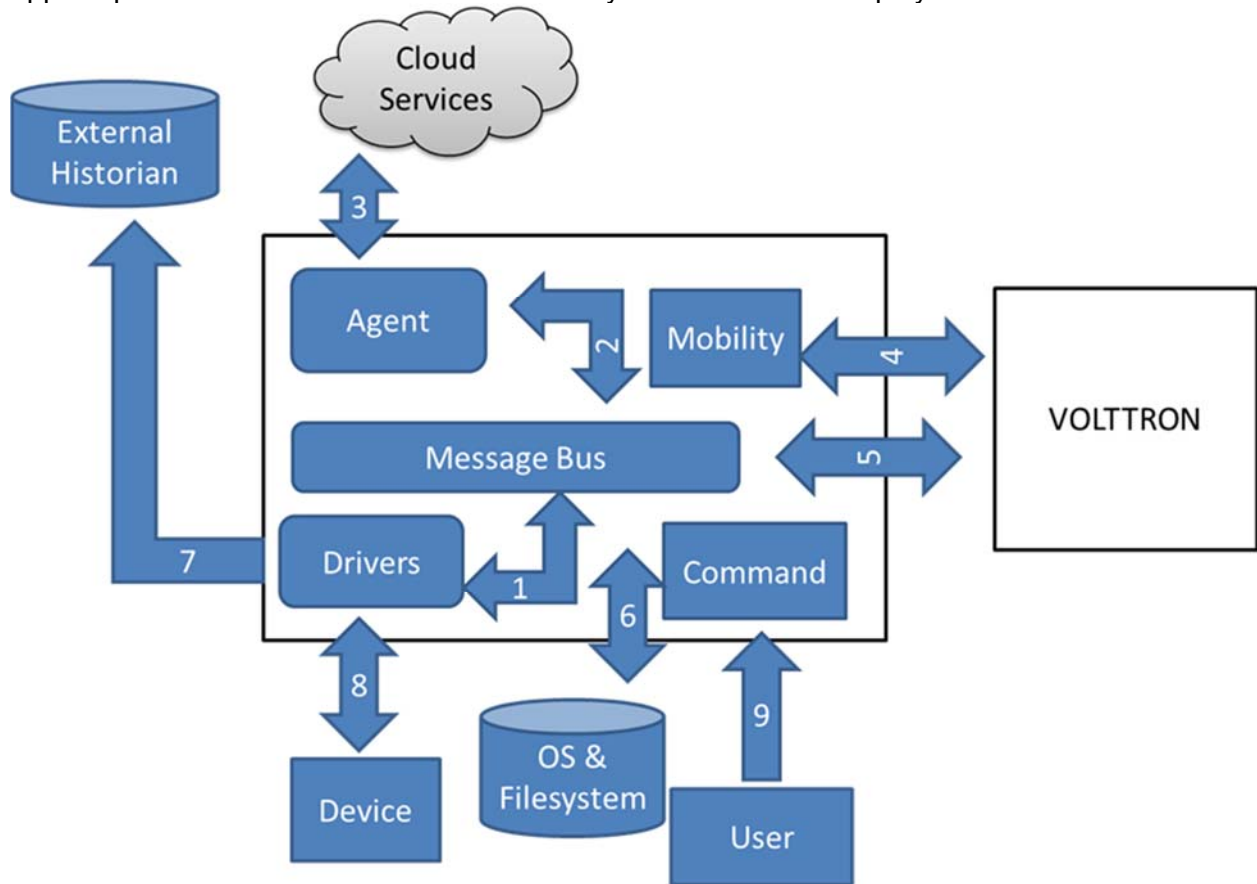 Cloud
Services
External
Historian
3
Agent
2
Mobility
4
VOLTTRON
Message Bus
5
7
Drivers
1
6
Command
8
9
Device
OS &
Filesystem
User